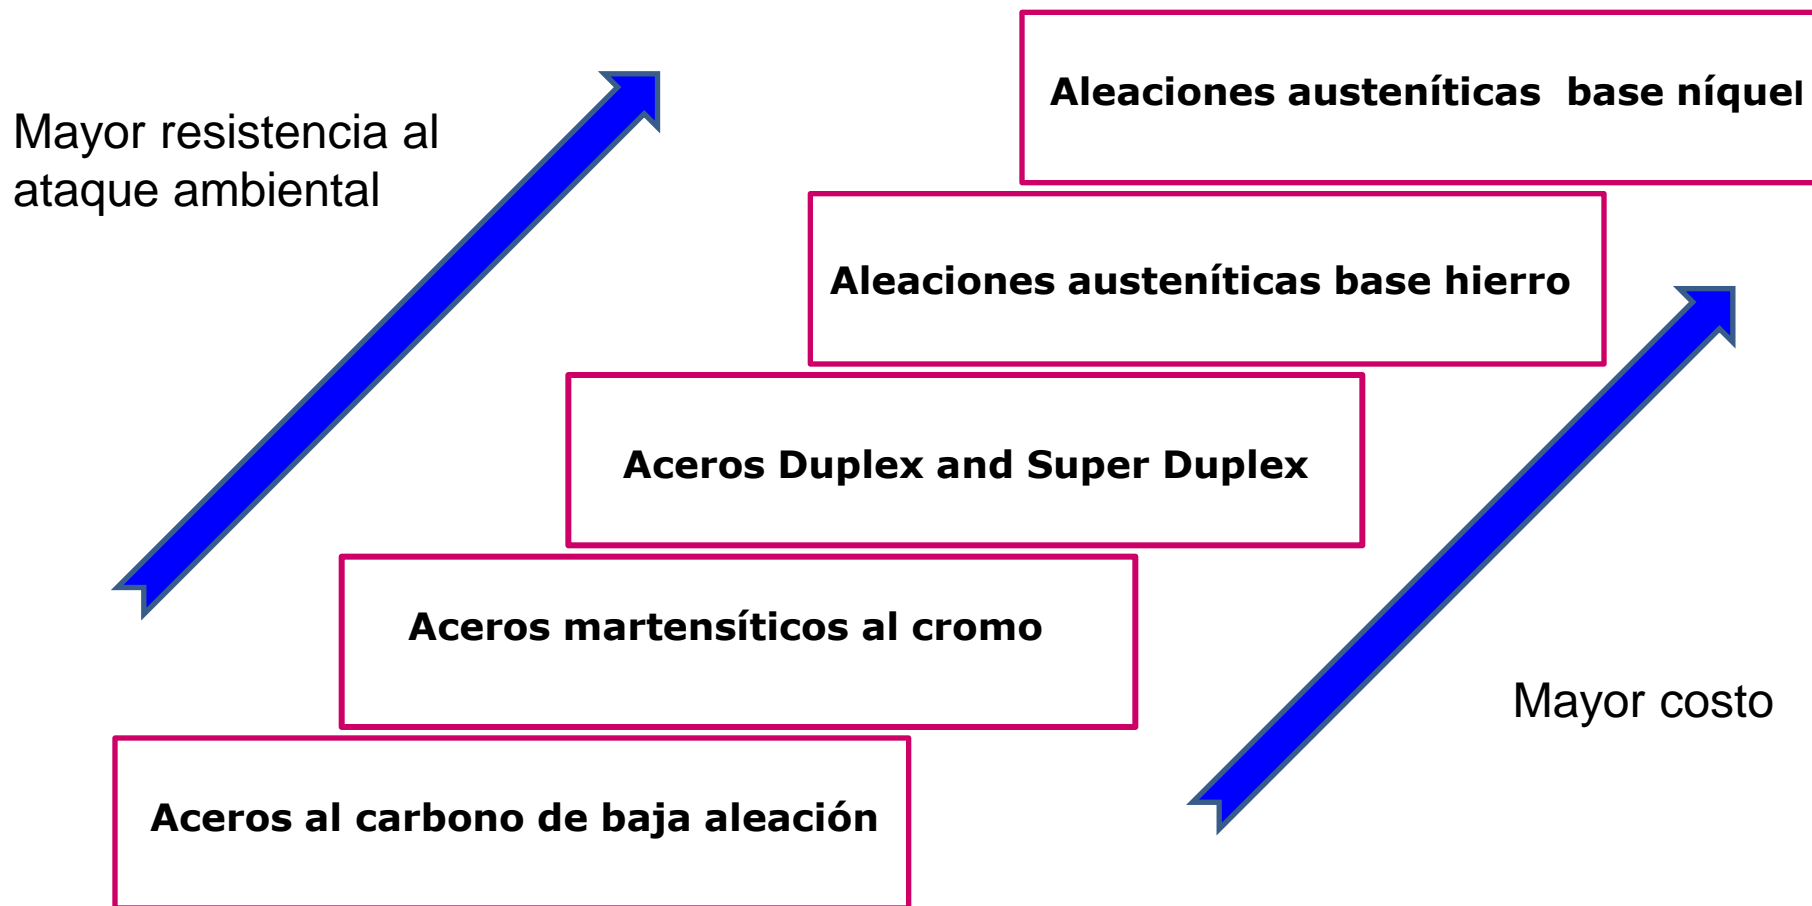 Aleaciones austeníticas base níquel
Mayor resistencia al
ataque ambiental
Aleaciones austeníticas base hierro
Aceros Duplex and Super Duplex
Aceros martensíticos al cromo
Mayor costo
Aceros al carbono de baja aleación